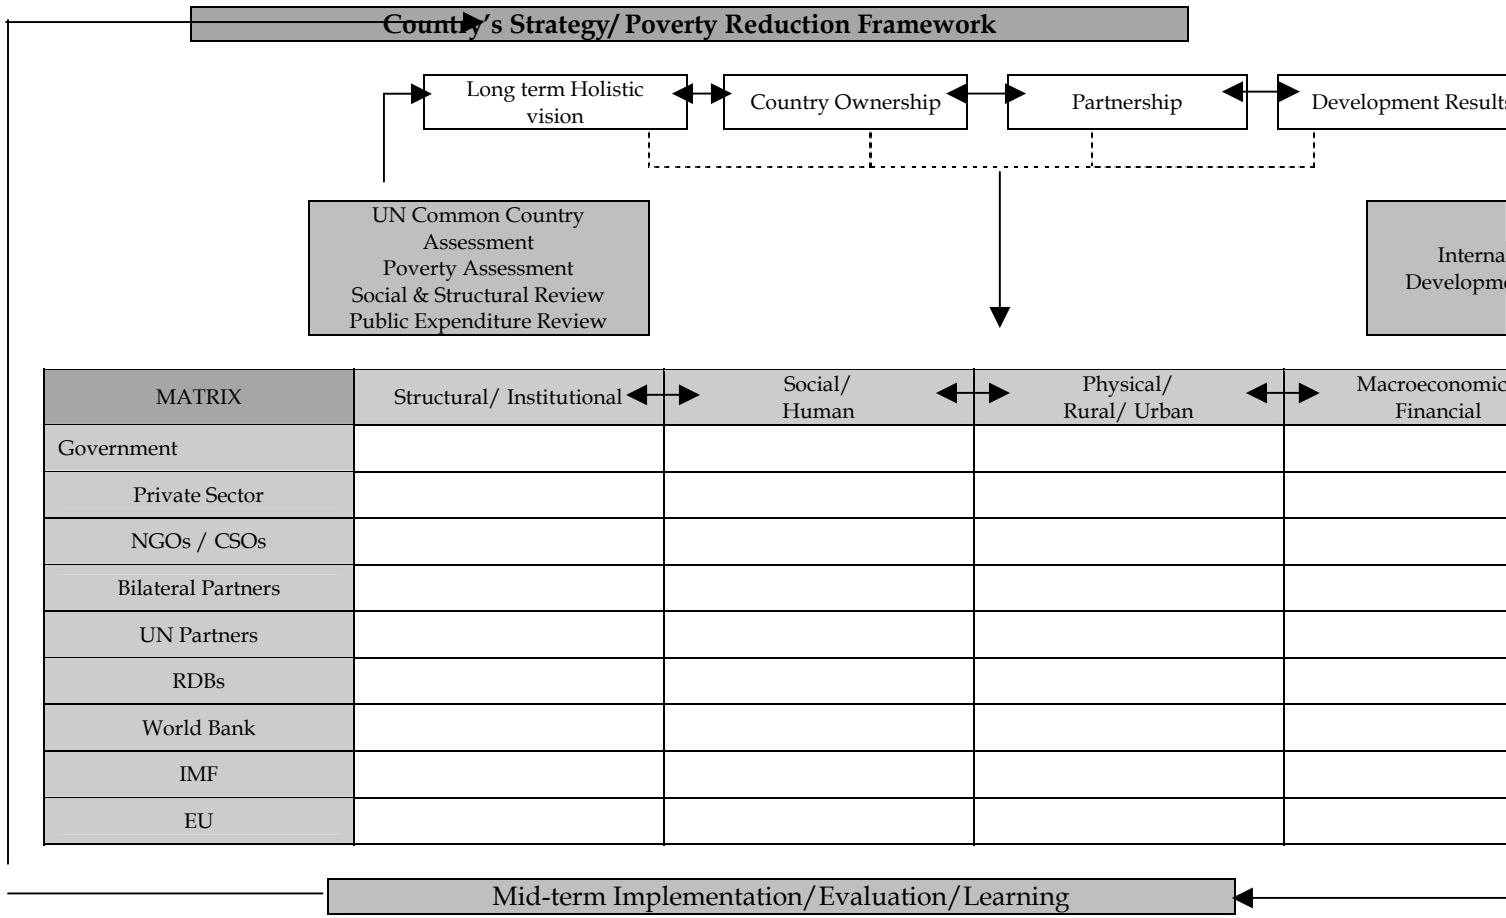 Country's Strategy/ Poverty Reduction Framework
Long term Holistic
vision
Country Ownership
Partnership
Development Results
UN Common Country
Assessment
Poverty Assessment
Social & Structural Review
Public Expenditure Review
MATRIX
Structural/ Institutional
Social/
Human
Physical/
Rural/ Urban
Macroeconomic
Financial
Government
Private Sector
NGOs / CSOs
Bilateral Partners
UN Partners
RDBs
World Bank
IMF
EU
Mid-term Implementation/Evaluation/Learning